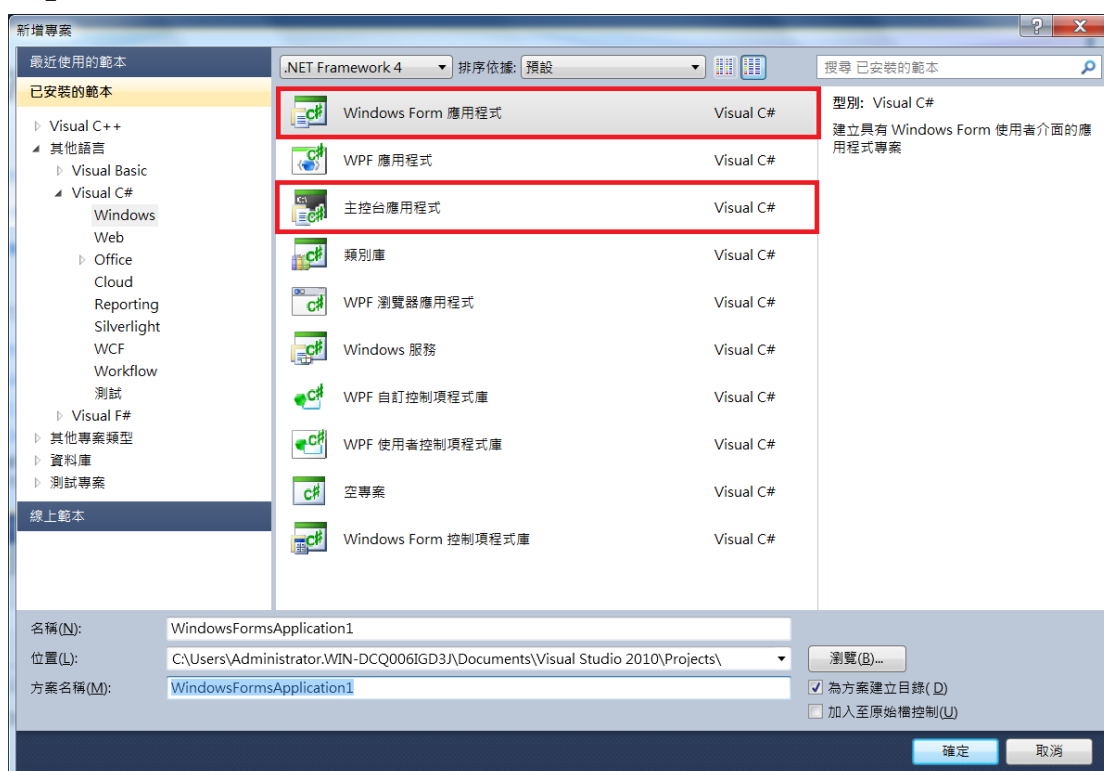 新增專案
最近使用的範本
已安裝的範本
Visual C++
其他語言
Visual Basic
Visual C#
Windows
Web
Office
Cloud
Reporting
Silverlight
WCF
Workflow
測試
Visual F#
其他專案類型
資料庫
測試專案
線上範本
.NET Framework 4 排序依據: 預設
Windows Form 應用程式 Visual C#
WPF 應用程式 Visual C#
主控台應用程式 Visual C#
類別庫 Visual C#
WPF 瀏覽器應用程式 Visual C#
Windows 服務 Visual C#
WPF 自訂控制項程式庫 Visual C#
WPF 使用者控制項程式庫 Visual C#
空專案 Visual C#
Windows Form 控制項程式庫 Visual C#
搜尋 已安裝的範本
型別: Visual C#
建立具有 Windows Form 使用者介面的應
用程式專案
名稱(N): WindowsFormsApplication1
位置(L): C:\Users\Administrator.WIN-DCQ006IGD3J\Documents\Visual Studio 2010\Projects\ 瀏覽(B)...
方案名稱(M): WindowsFormsApplication1 為方案建立目錄( D)
加入至原始檔控制(U)
確定 取消